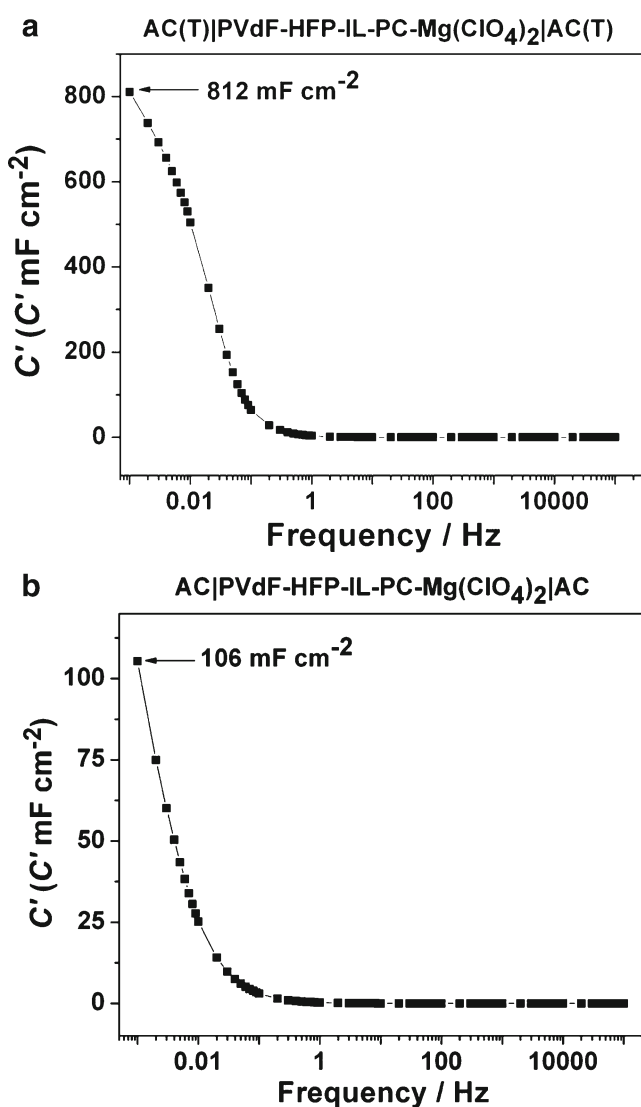 a
AC(T)|PVdF-HFP-IL-PC-Mg(ClO4)2|AC(T)
812 mF cm-2
800
600
400
200
0
C' (C' mF cm-2)
0.01
1
100
10000
Frequency / Hz
b
AC|PVdF-HFP-IL-PC-Mg(ClO4)2|AC
106 mF cm-2
100
75
50
25
0
C' (C' mF cm-2)
0.01
1
100
10000
Frequency / Hz